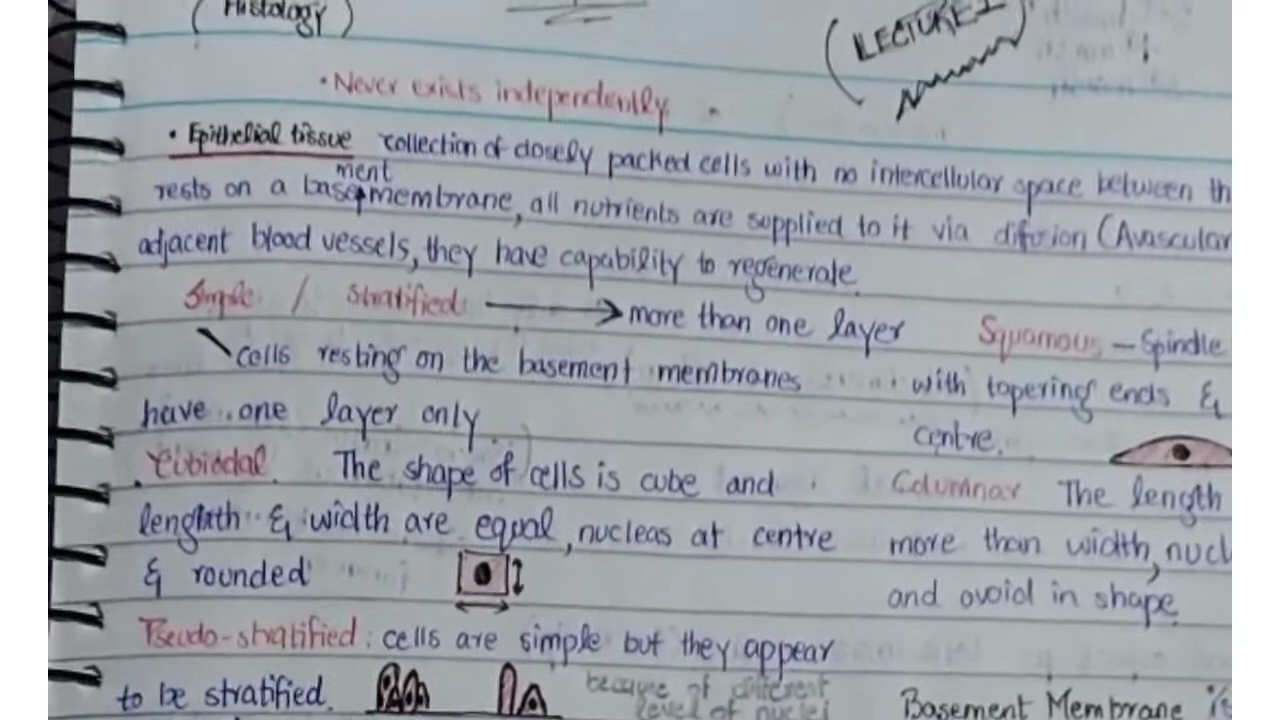 (Histology)
(LECTURE 1
• Never exists independently
• Epithelial tissue collection of closely packed cells with no intercellular space between th
ment
rests on a base membrane, all nutrients are supplied to it via difusion (Avascular
adjacent blood vessels, they have capability to regenerate.
Simple / Stratified → more than one layer
Squamous – Spindle
cells resting on the basement membranes
with tapering ends &
have one layer only
centre.
Cubiodal The shape of cells is cube and
Columnar The length
length & width are equal, nucleas at centre
more than width, nucl
& rounded
and ovoid in shape.
Pseudo-stratified: cells are simple but they appear
to be stratified.
because of different
level of nuclei
Basement Membrane is